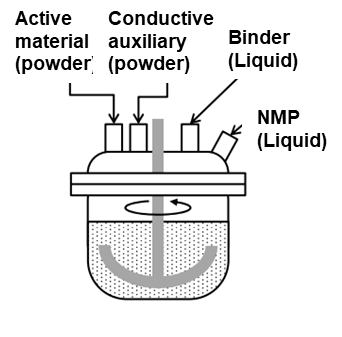 Active
material
(powder)
Conductive
auxiliary
(powder)
Binder
(Liquid)
NMP
(Liquid)